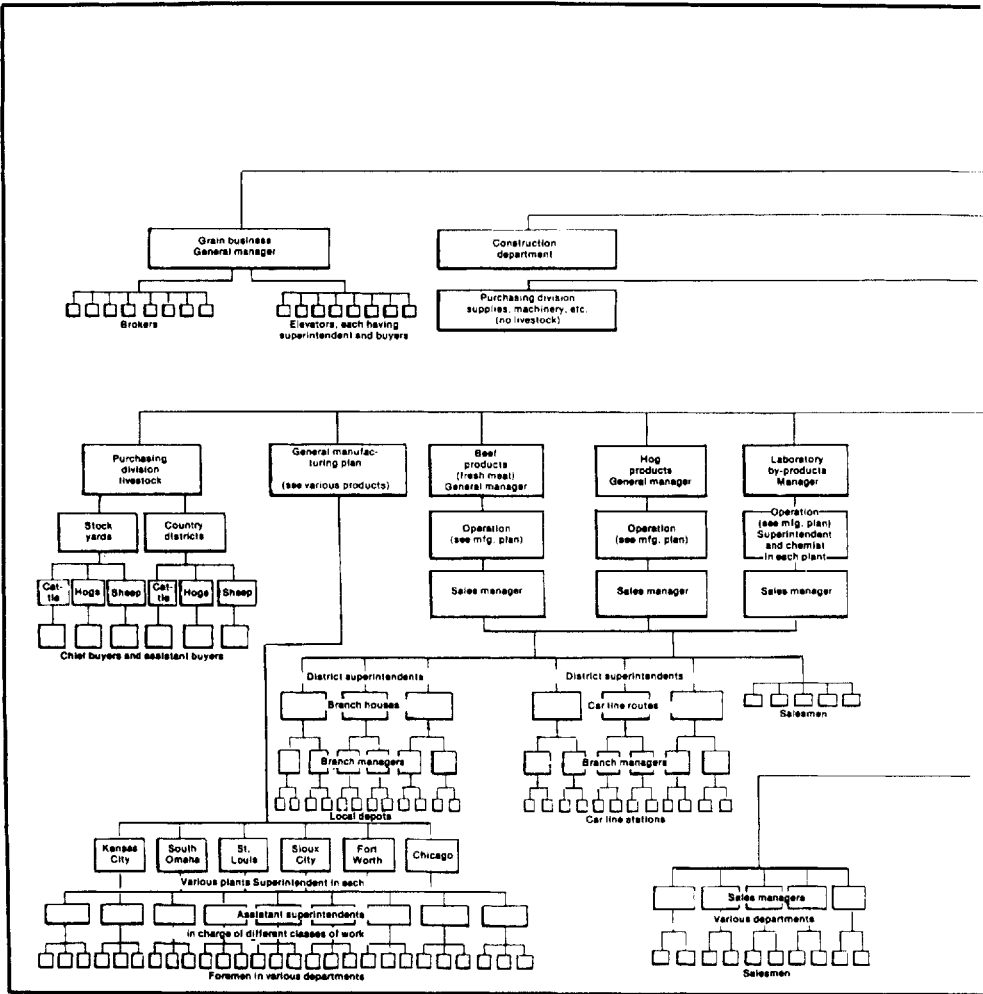 Grain business
General manager
Brokers
Elevators, each having
superintendent and buyers
Construction
department
Purchasing division
supplies, machinery, etc.
(no livestock)
Purchasing
division
livestock
General manufac-
turing plan
(see various products)
Beef
products
(fresh meat)
General manager
Hog
products
General manager
Laboratory
by-products
Manager
Stock
yards
Country
districts
Operation
(see mfg. plan)
Operation
(see mfg. plan)
Operation
(see mfg. plan)
Superintendent
and chemist
in each plant
Cat-
tle
Hogs
Sheep
Cat-
tle
Hogs
Sheep
Sales manager
Sales manager
Sales manager
Chief buyers and assistant buyers
District superintendents
District superintendents
Branch houses
Car line routes
Salesmen
Branch managers
Branch managers
Local depots
Car line stations
Kansas
City
South
Omaha
St.
Louis
Sioux
City
Fort
Worth
Chicago
Various plants Superintendent in each
Assistant superintendents
in charge of different classes of work
Foremen in various departments
Sales managers
Various departments
Salesmen